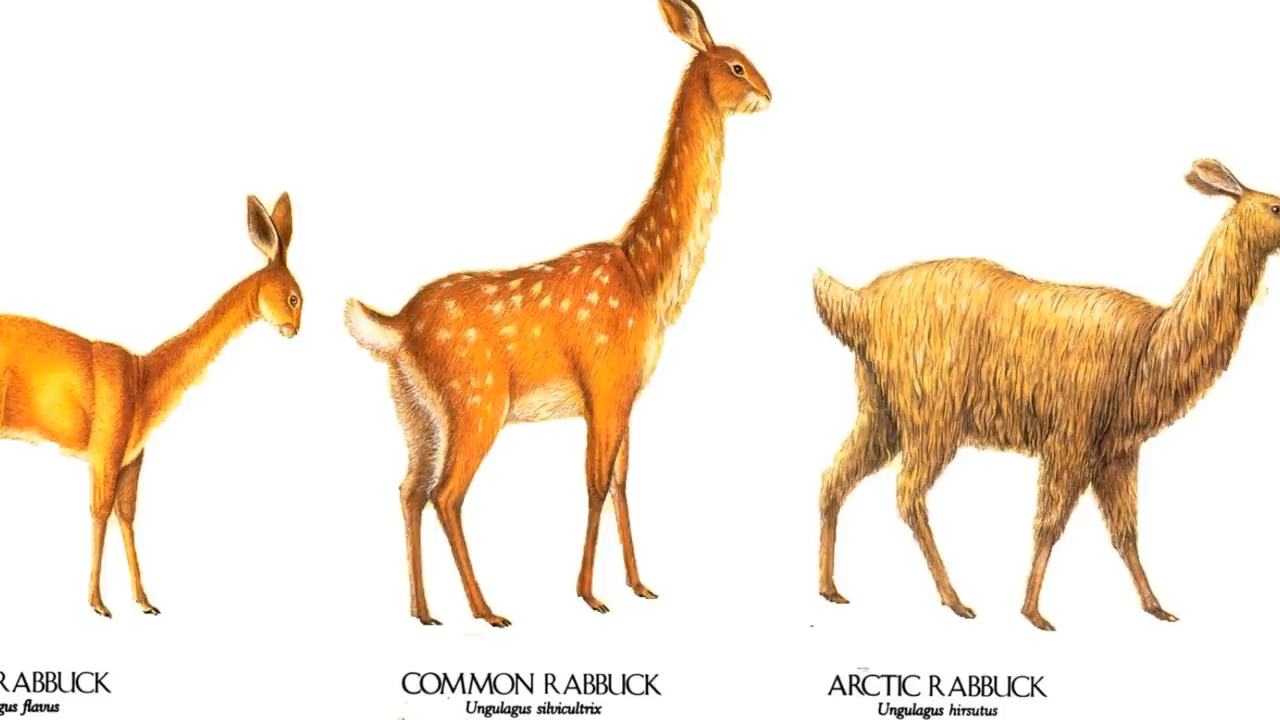 RABBUCK
gus flavus
COMMON RABBUCK
Ungulagus silvicultrix
ARCTIC RABBUCK
Ungulagus hirsutus